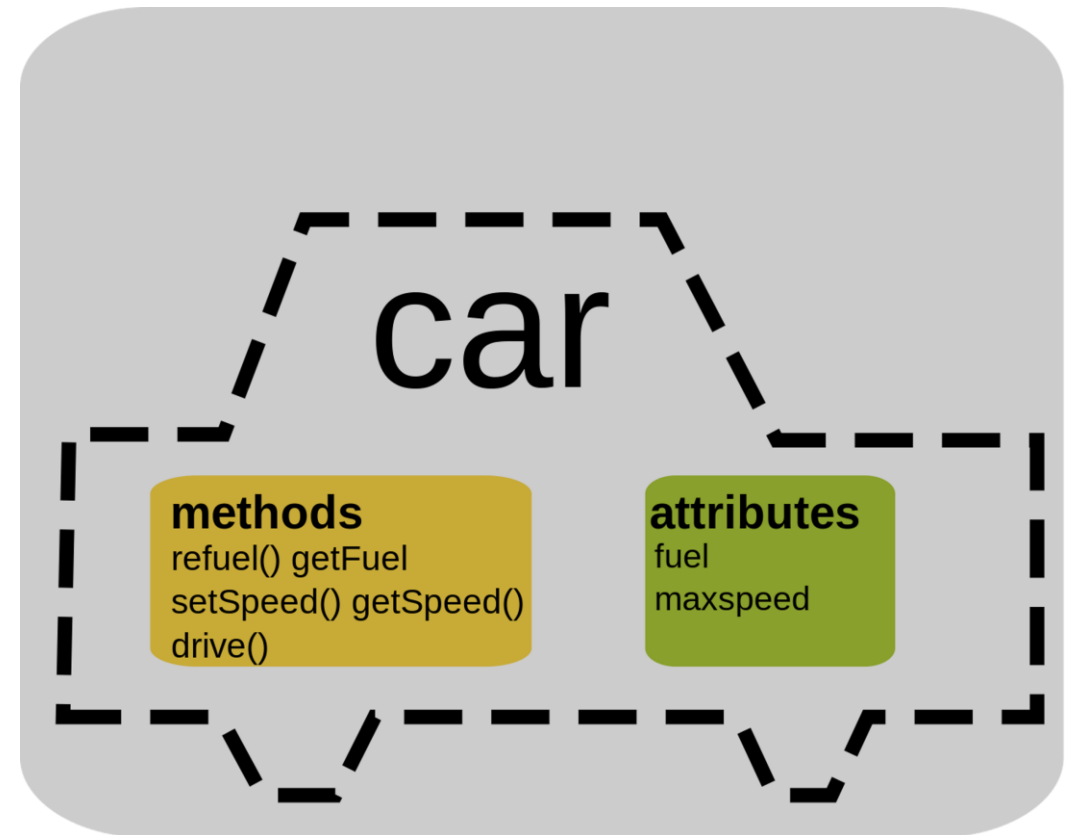 car
methods
refuel() getFuel
setSpeed() getSpeed()
drive()
attributes
fuel
maxspeed